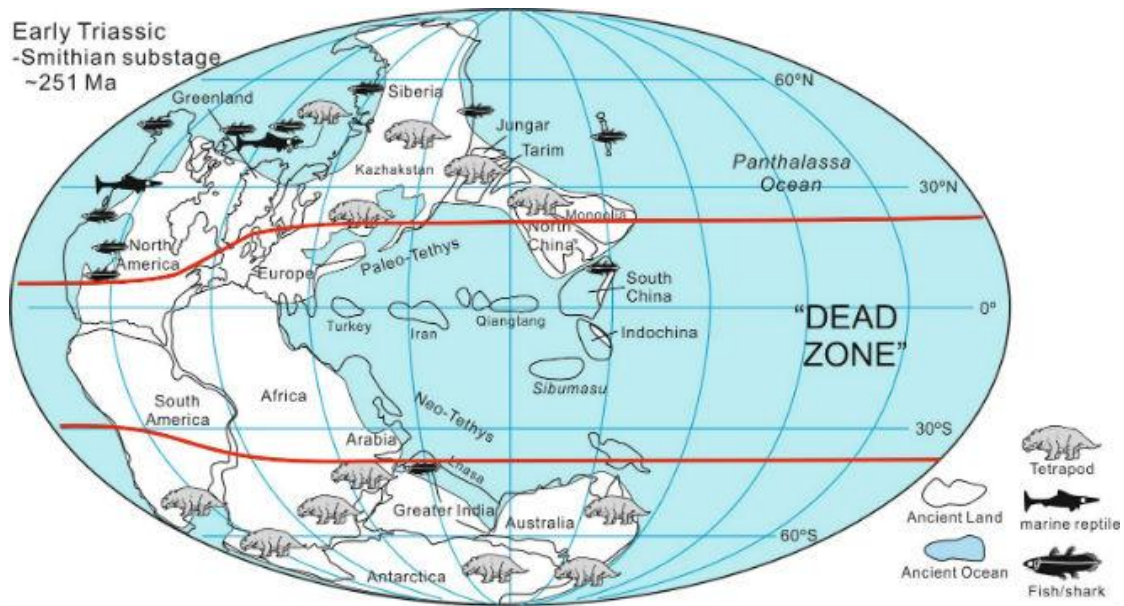 Early Triassic
-Smithian substage
~251 Ma
60ºN
Greenland
Siberia
Jungar
Tarim
Panthalassa
Ocean
Kazhakstan
30ºN
Mongolia
North
China
North
America
Europe
Paleo-Tethys
South
China
Turkey
Iran
Qiangtang
0º
Indochina
"DEAD
ZONE"
Sibumasu
Africa
South
America
Neo-Tethys
Arabia
30ºS
Lhasa
Tetrapod
Greater India
Australia
Ancient Land
marine reptile
60ºS
Antarctica
Ancient Ocean
Fish/shark